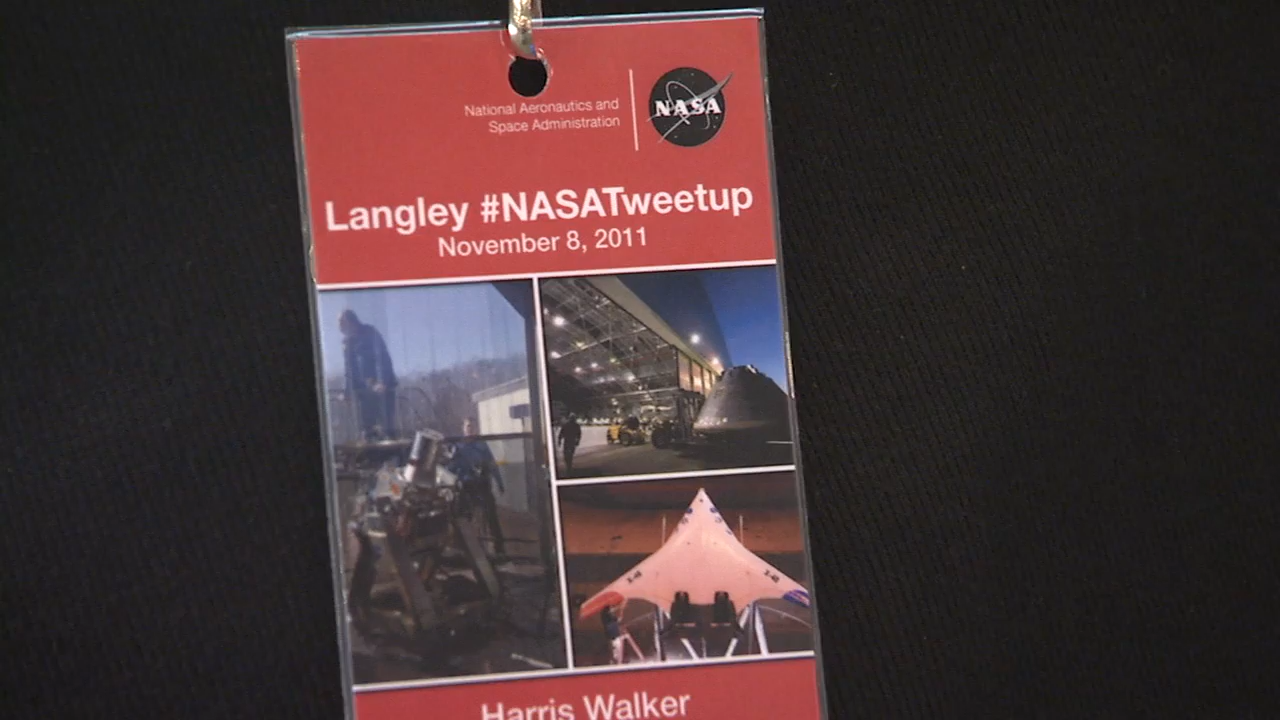 National Aeronautics and
Space Administration
NASA
Langley #NASATweetup
November 8, 2011
Harris Walker